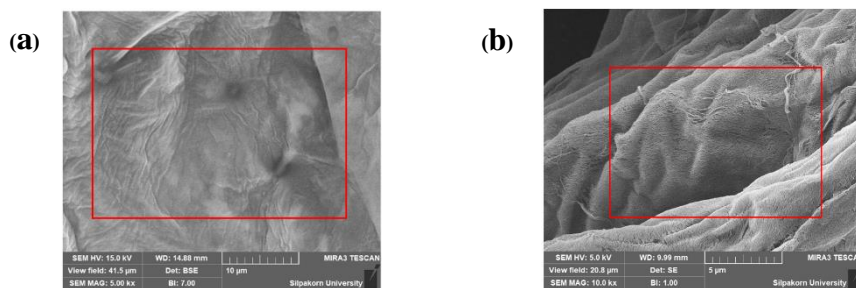 (a)
SEM HV: 15.0 kV WD: 14.88 mm MIRA3 TESCAN
View field: 41.5 µm Det: BSE 10 µm
SEM MAG: 5.00 kx BI: 7.00 Silpakorn University
(b)
SEM HV: 5.0 kV WD: 9.99 mm MIRA3 TESCAN
View field: 20.8 µm Det: SE 5 µm
SEM MAG: 10.0 kx BI: 1.00 Silpakorn University